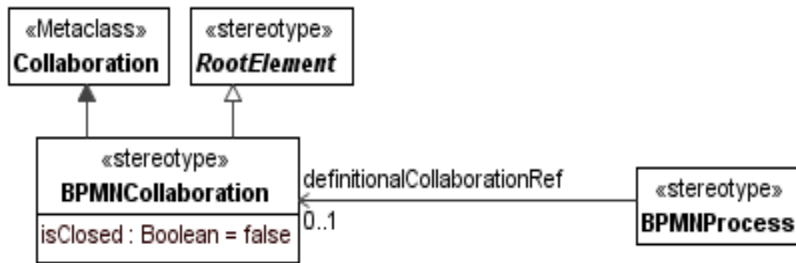 «Metaclass»
Collaboration
«stereotype»
RootElement
«stereotype»
BPMNCollaboration
isClosed : Boolean = false
definitionalCollaborationRef
0..1
«stereotype»
BPMNProcess